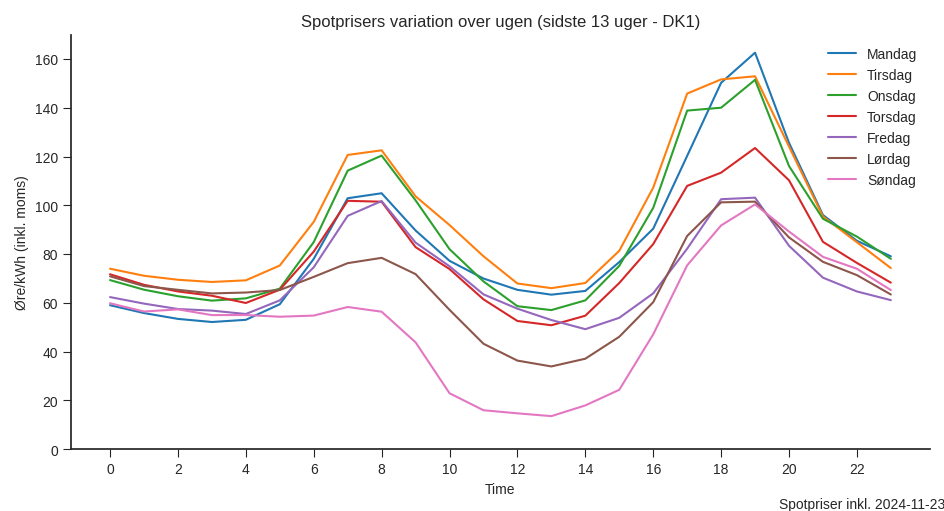 Spotprisers variation over ugen (sidste 13 uger - DK1)
Mandag
Tirsdag
Onsdag
Torsdag
Fredag
Lørdag
Søndag
Øre/kWh (inkl. moms)
160
140
120
100
80
60
40
20
0
0 2 4 6 8 10 12 14 16 18 20 22
Time
Spotpriser inkl. 2024-11-23